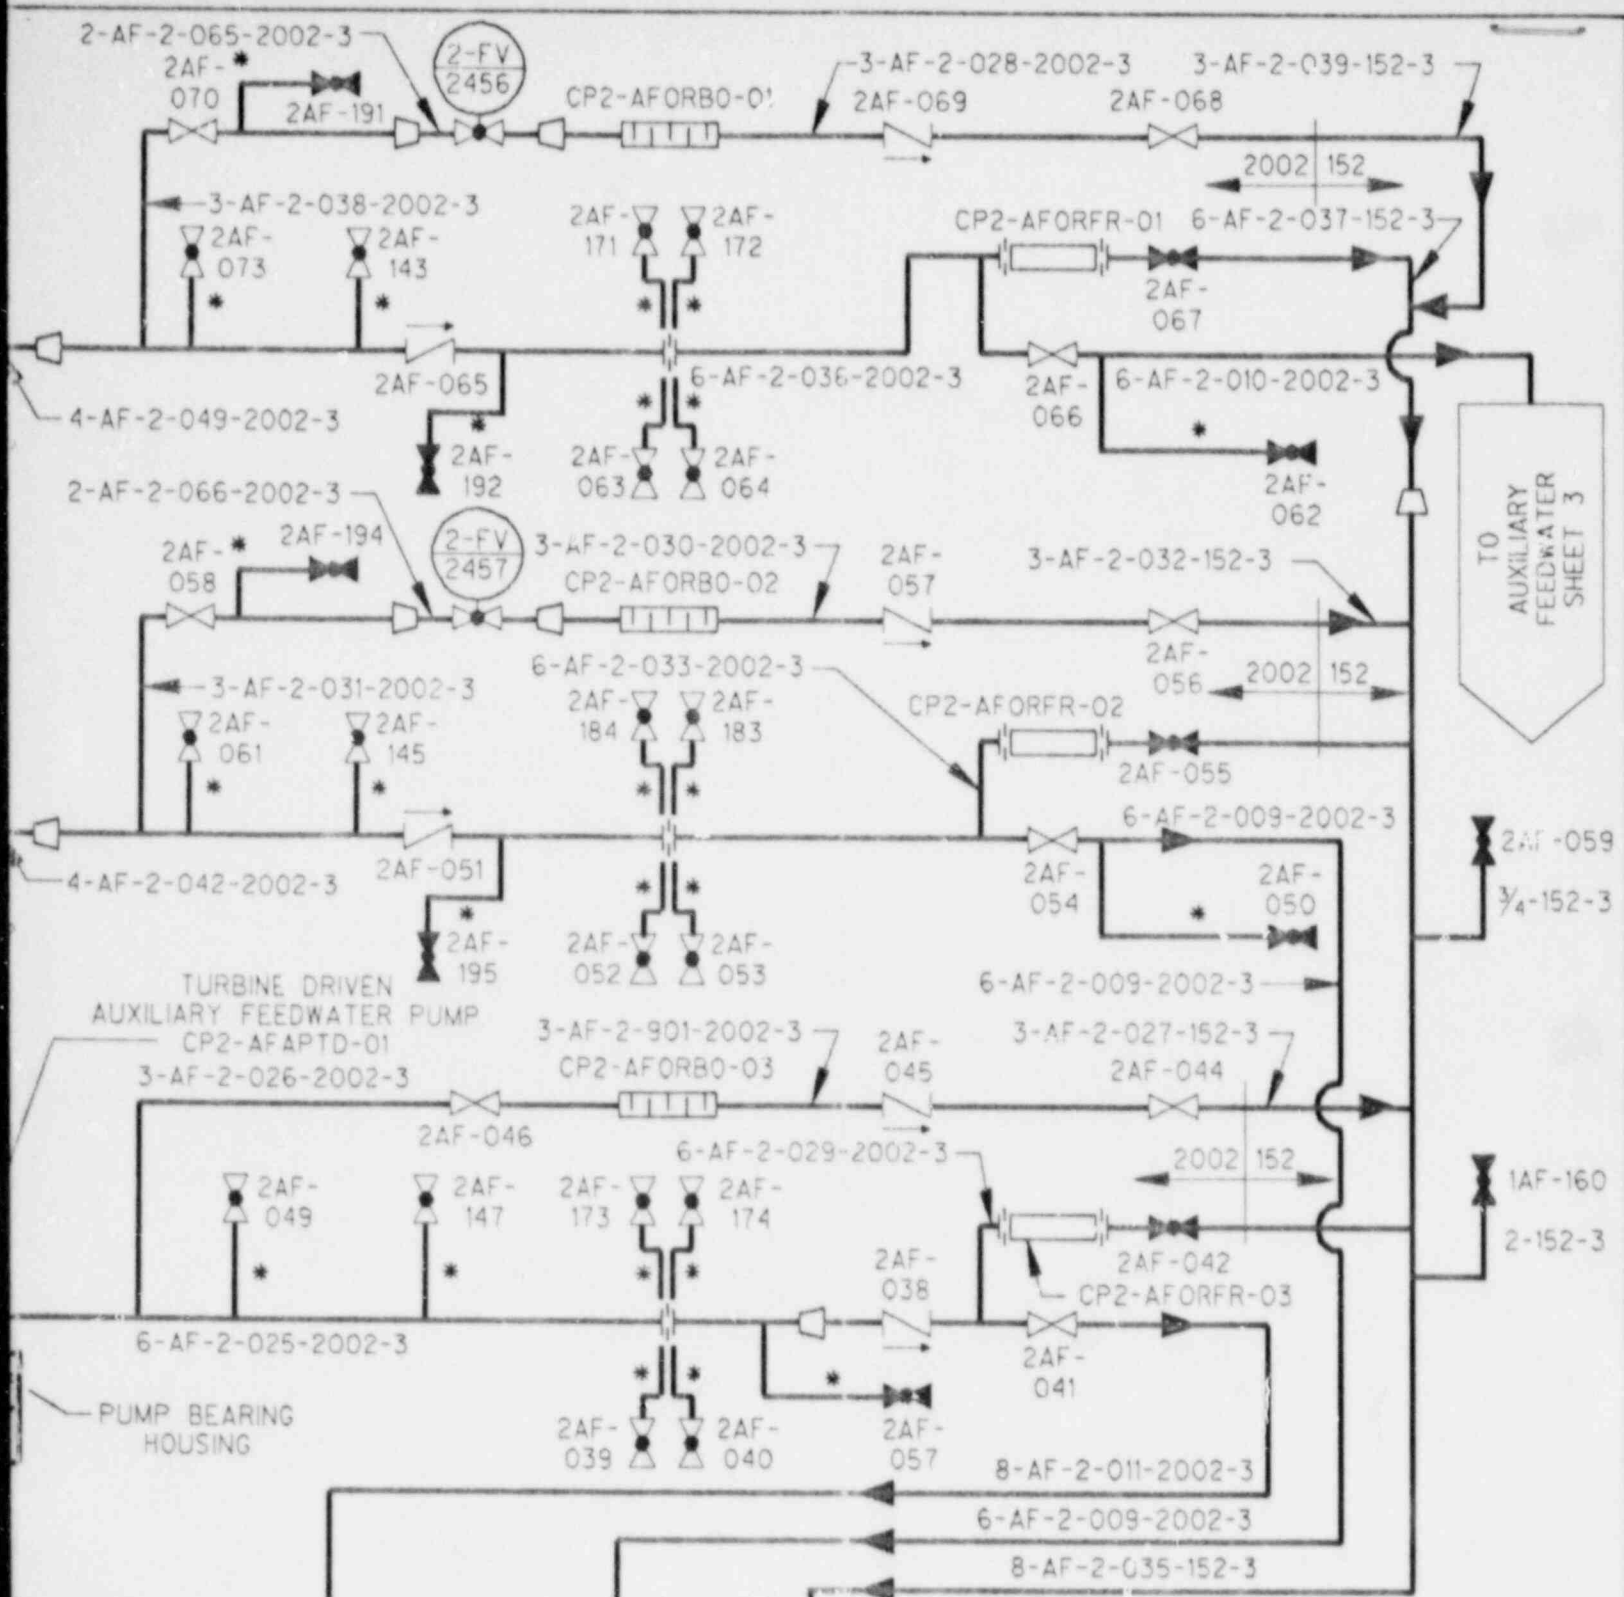 2-AF-2-065-2002-3
2-FV
2456
2AF-
070
*
2AF-191
CP2-AFORBO-01
3-AF-2-028-2002-3
3-AF-2-039-152-3
2AF-069
2AF-068
2002 152
3-AF-2-038-2002-3
2AF-
073
*
2AF-
143
*
2AF-
171
*
2AF-
172
*
CP2-AFORFR-01
6-AF-2-037-152-3
2AF-
067
2AF-065
6-AF-2-036-2002-3
2AF-
066
6-AF-2-010-2002-3
4-AF-2-049-2002-3
*
2AF-
192
*
*
2AF-
063
2AF-
064
*
2AF-
062
TO
AUXILIARY
FEEDWATER
SHEET 3
2-AF-2-066-2002-3
2-FV
2457
2AF-
058
*
2AF-194
3-AF-2-030-2002-3
CP2-AFORBO-02
2AF-
057
3-AF-2-032-152-3
2AF-
056
2002 152
6-AF-2-033-2002-3
3-AF-2-031-2002-3
2AF-
061
*
2AF-
145
*
2AF-
184
*
2AF-
183
*
CP2-AFORFR-02
2AF-055
6-AF-2-009-2002-3
2AF-051
4-AF-2-042-2002-3
*
2AF-
195
*
*
2AF-
052
2AF-
053
2AF-
054
2AF-
050
*
2AF-059
3/4-152-3
TURBINE DRIVEN
AUXILIARY FEEDWATER PUMP
CP2-AFAPTD-01
6-AF-2-009-2002-3
3-AF-2-026-2002-3
3-AF-2-901-2002-3
CP2-AFORBO-03
2AF-
045
3-AF-2-027-152-3
2AF-044
2AF-046
6-AF-2-029-2002-3
2002 152
2AF-
049
*
2AF-
147
*
2AF-
173
*
2AF-
174
*
2AF-
038
2AF-042
CP2-AFORFR-03
1AF-160
2-152-3
6-AF-2-025-2002-3
2AF-
041
PUMP BEARING
HOUSING
*
*
2AF-
039
2AF-
040
*
2AF-
057
8-AF-2-011-2002-3
6-AF-2-009-2002-3
8-AF-2-035-152-3